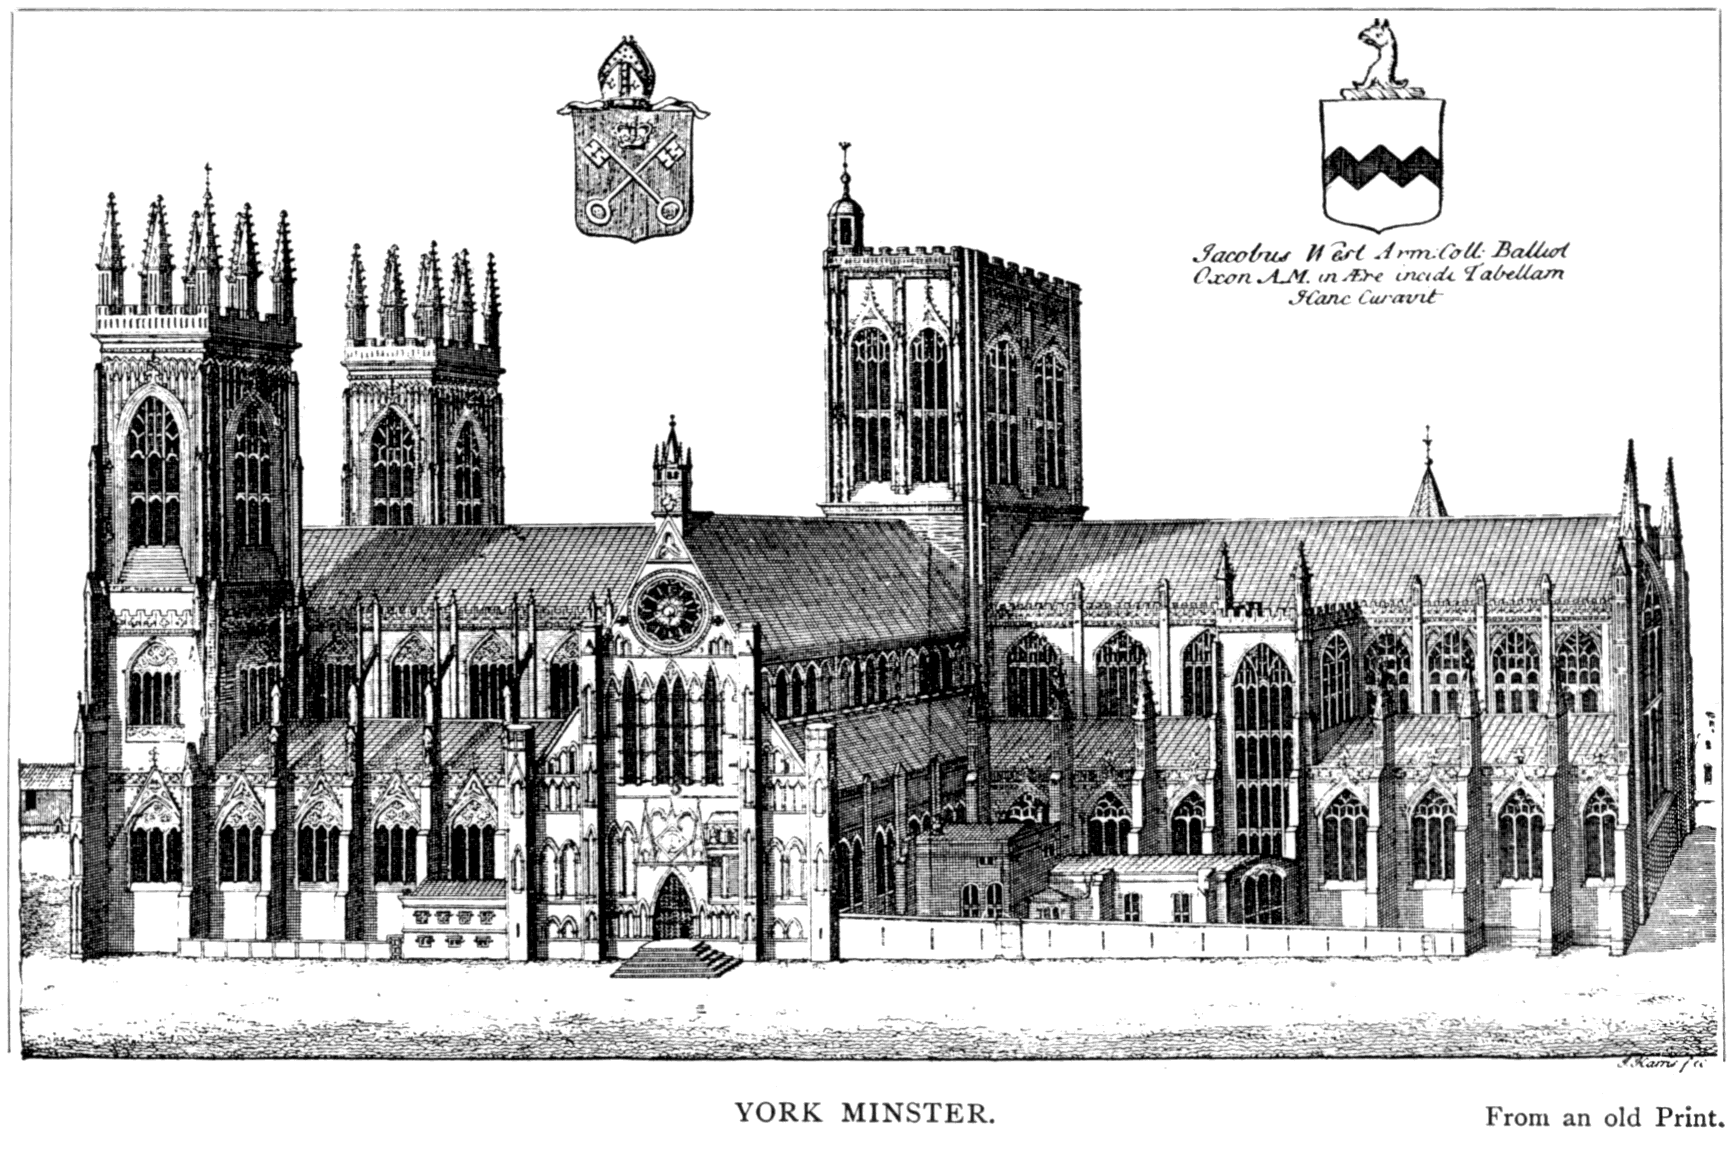 Jacobus West Arm: Coll: Balliol
Oxon A.M. in Ære incidi Tabellam
Hanc Curavit
J Harris fec
YORK MINSTER.
From an old Print.